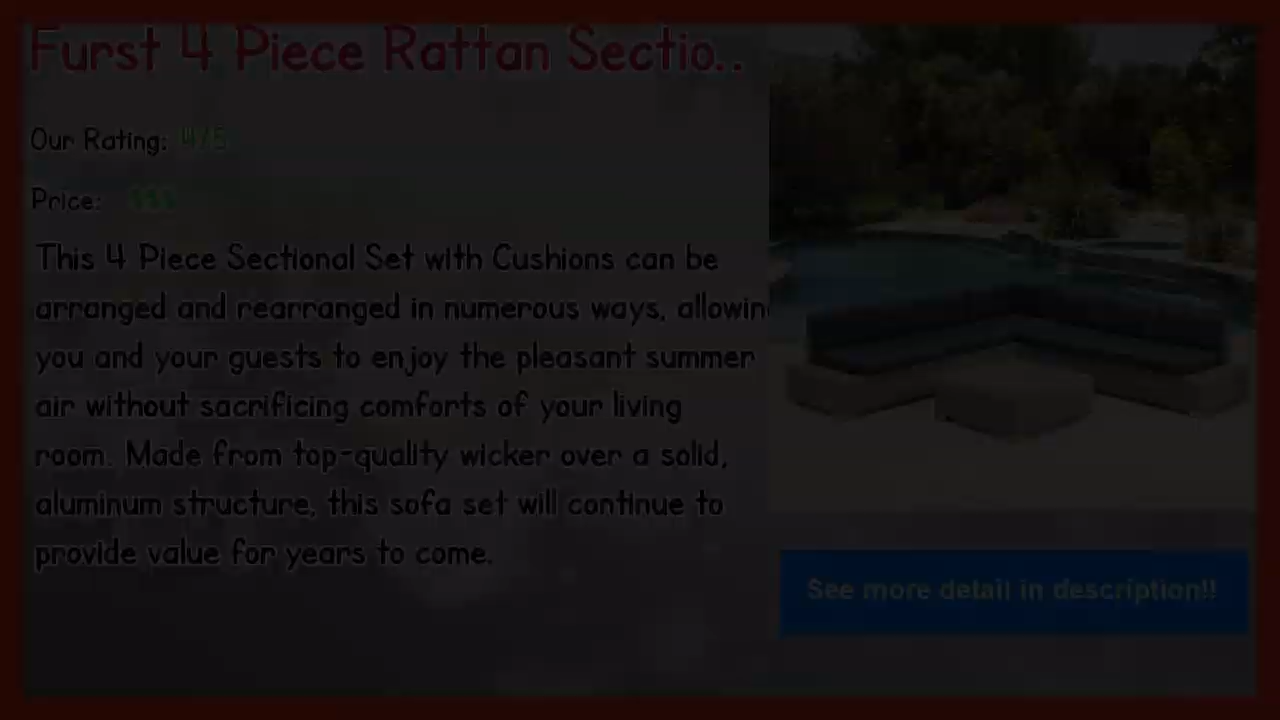 Furst 4 Piece Rattan Sectio..
Our Rating: 4/5
Price: $$$
This 4 Piece Sectional Set with Cushions can be
arranged and rearranged in numerous ways, allowing
you and your guests to enjoy the pleasant summer
air without sacrificing comforts of your living
room. Made from top-quality wicker over a solid,
aluminum structure, this sofa set will continue to
provide value for years to come.
See more detail in description!!